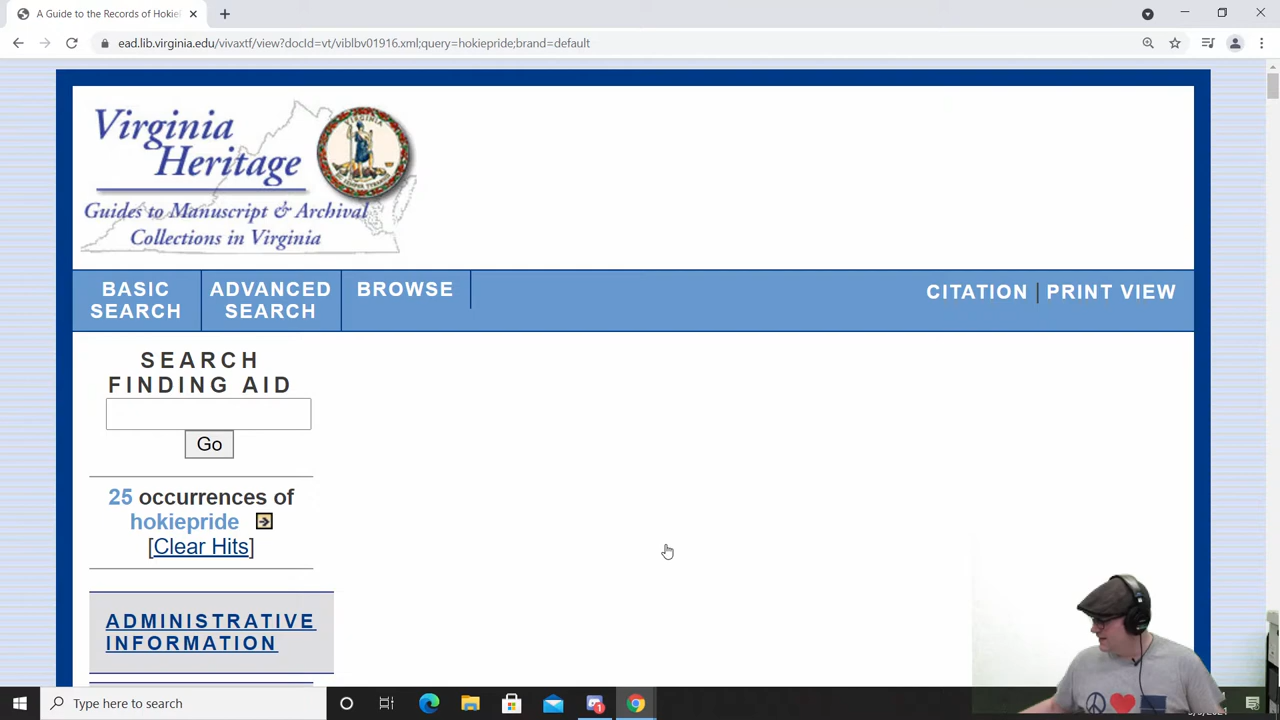 A Guide to the Records of Hokie
ead.lib.virginia.edu/vivaxtf/view?docId=vt/viblbv01916.xml;query=hokiepride;brand=default
Virginia
Heritage
Guides to Manuscript & Archival
Collections in Virginia
BASIC SEARCH
ADVANCED SEARCH
BROWSE
CITATION | PRINT VIEW
SEARCH
FINDING AID
Go
25 occurrences of
hokiepride
[Clear Hits]
ADMINISTRATIVE
INFORMATION
Type here to search